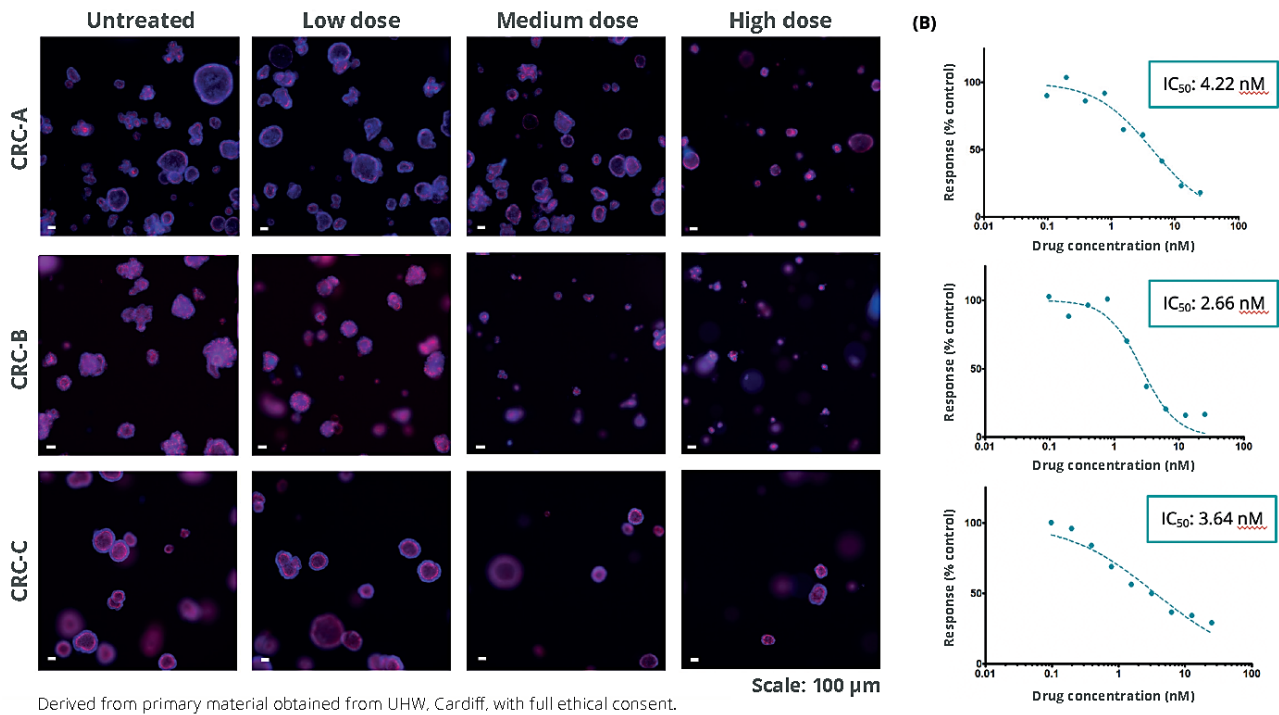 Untreated
Low dose
Medium dose
High dose
CRC-A
CRC-B
CRC-C
Scale: 100 µm
Derived from primary material obtained from UHW, Cardiff, with full ethical consent.
(B)
IC50: 4.22 nM
Response (% control)
100
50
0
0.01 0.1 1 10 100
Drug concentration (nM)
IC50: 2.66 nM
Response (% control)
100
50
0
0.01 0.1 1 10 100
Drug concentration (nM)
IC50: 3.64 nM
Response (% control)
100
50
0
0.01 0.1 1 10 100
Drug concentration (nM)